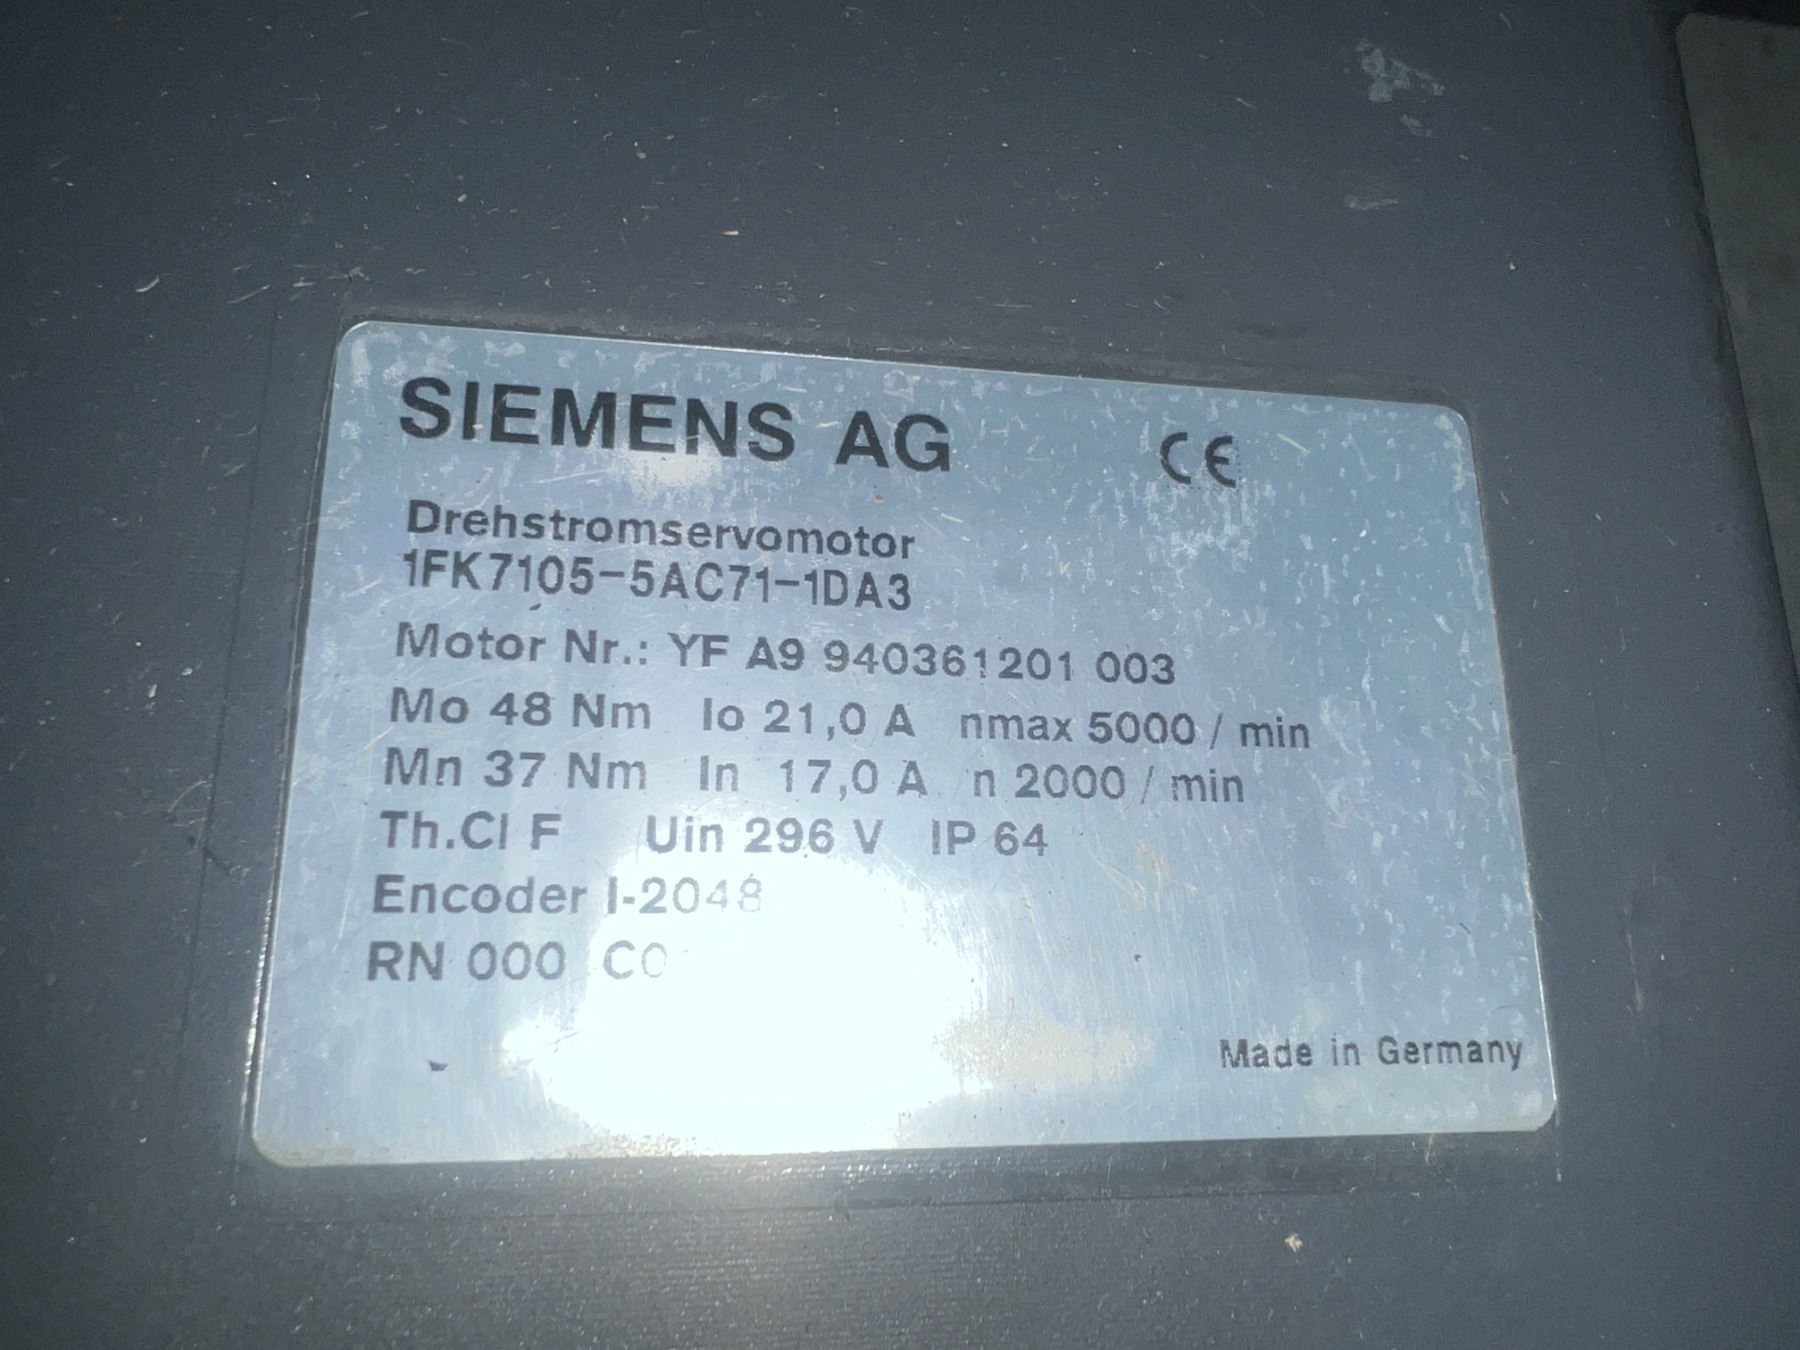 SIEMENS AG CE
Drehstromservomotor
1FK7105-5AC71-1DA3
Motor Nr.: YF A9 940361201 003
Mo 48 Nm Io 21,0 A nmax 5000 / min
Mn 37 Nm In 17,0 A n 2000 / min
Th.Cl F Uin 296 V IP 64
Encoder I-2048
RN 000
Made in Germany